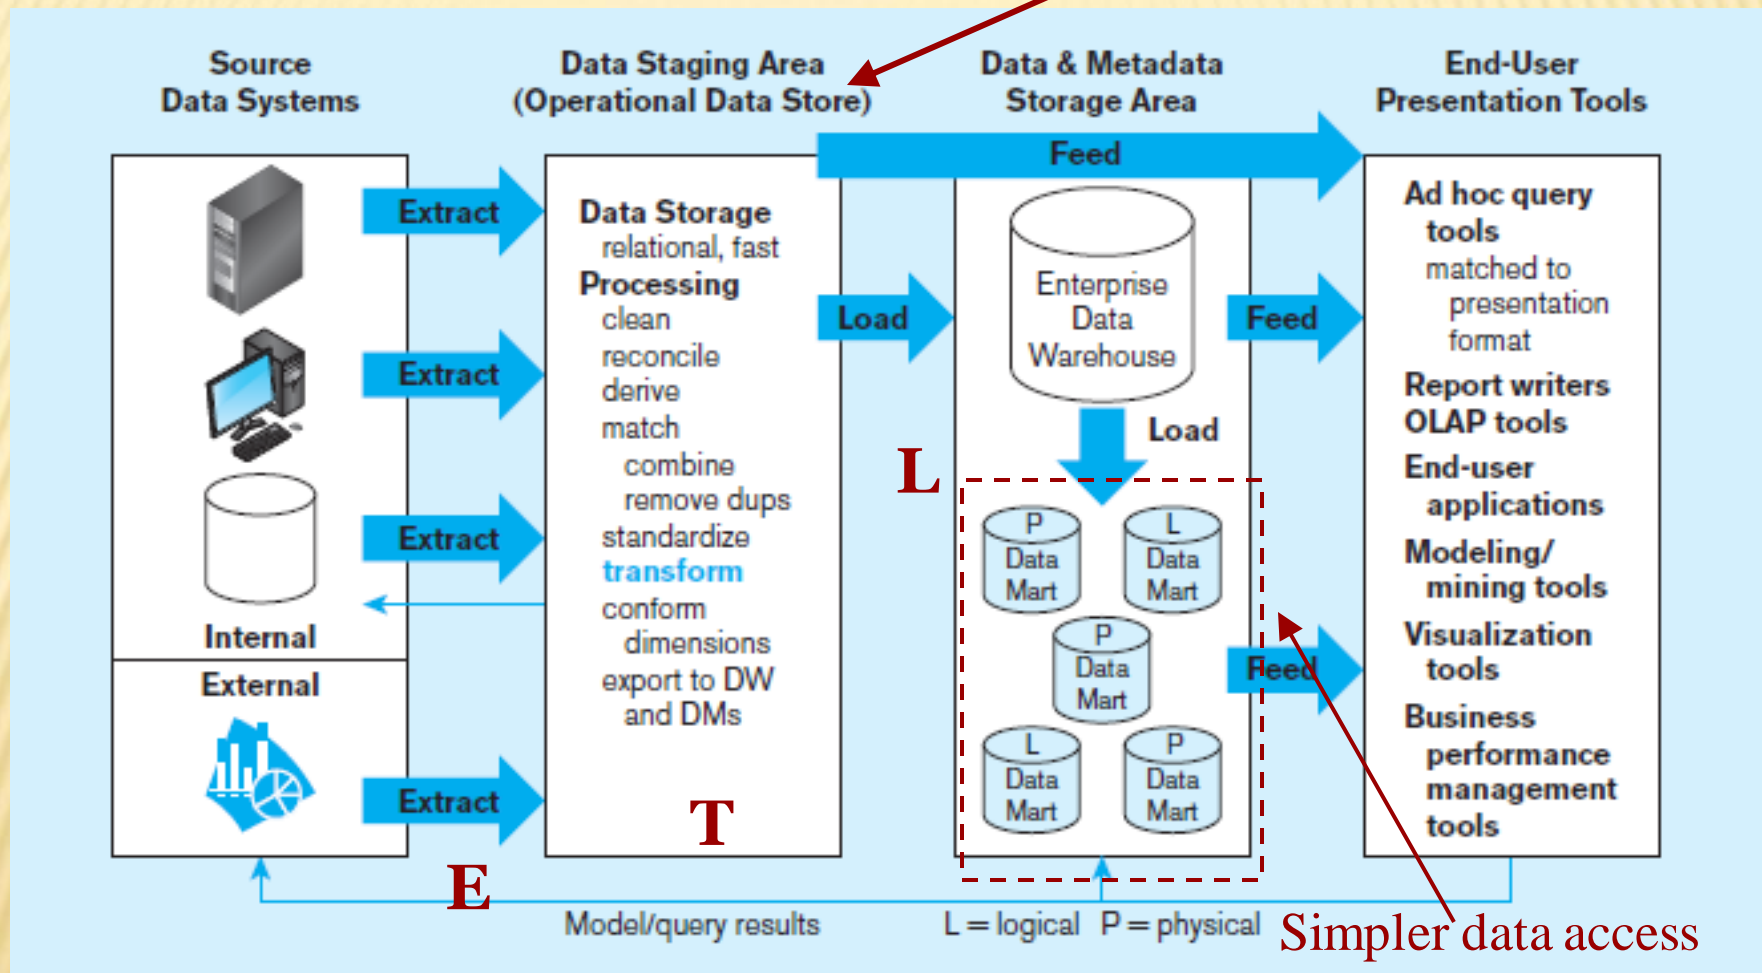 Source
Data Systems
Data Staging Area
(Operational Data Store)
Data & Metadata
Storage Area
End-User
Presentation Tools
Extract
Extract
Extract
Internal
External
Extract
E
Data Storage
relational, fast
Processing
clean
reconcile
derive
match
combine
remove dups
standardize
transform
conform
dimensions
export to DW
and DMs
T
Feed
Load
Enterprise
Data
Warehouse
Load
L
P
Data
Mart
L
Data
Mart
P
Data
Mart
L
Data
Mart
P
Data
Mart
Feed
Feed
Ad hoc query
tools
matched to
presentation
format
Report writers
OLAP tools
End-user
applications
Modeling/
mining tools
Visualization
tools
Business
performance
management
tools
Model/query results
L = logical P = physical
Simpler data access